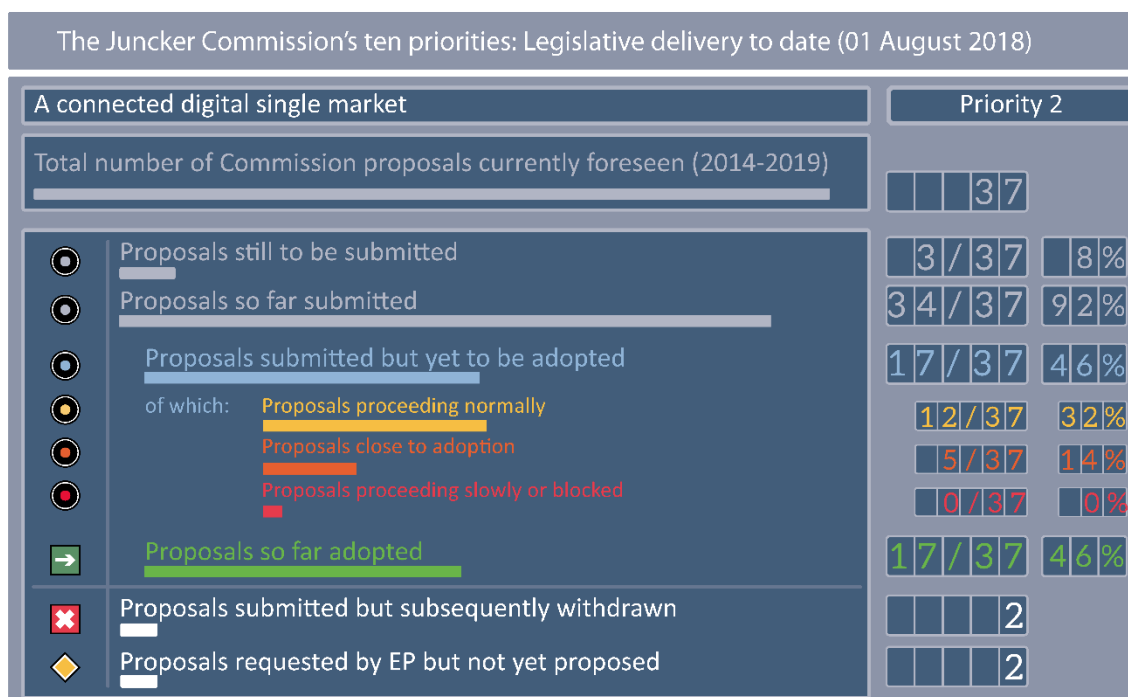 The Juncker Commission's ten priorities: Legislative delivery to date (01 August 2018)
A connected digital single market Priority 2
Total number of Commission proposals currently foreseen (2014-2019) 37
Proposals still to be submitted 3/37 8%
Proposals so far submitted 34/37 92%
Proposals submitted but yet to be adopted 17/37 46%
of which: Proposals proceeding normally 12/37 32%
Proposals close to adoption 5/37 14%
Proposals proceeding slowly or blocked 0/37 0%
Proposals so far adopted 17/37 46%
Proposals submitted but subsequently withdrawn 2
Proposals requested by EP but not yet proposed 2